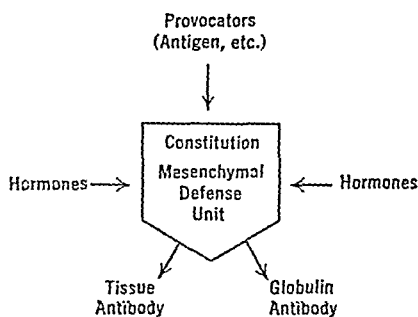 Provocators
(Antigen, etc.)
Constitution
Hormones
Mesenchymal
Defense
Unit
Hormones
Tissue
Antibody
Globulin
Antibody